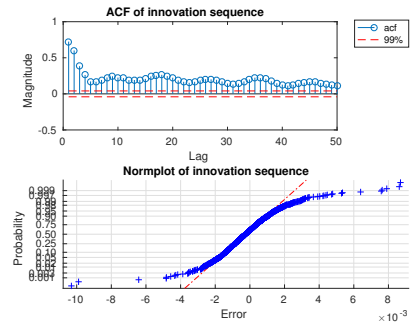 ACF of innovation sequence
1
0.5
0
-0.5
Magnitude
0 10 20 30 40 50
Lag
acf
99%
Normplot of innovation sequence
0.999
0.997
0.99
0.98
0.95
0.90
0.75
0.50
0.25
0.10
0.05
0.02
0.01
0.003
0.001
Probability
-10 -8 -6 -4 -2 0 2 4 6 8
Error
× 10⁻³